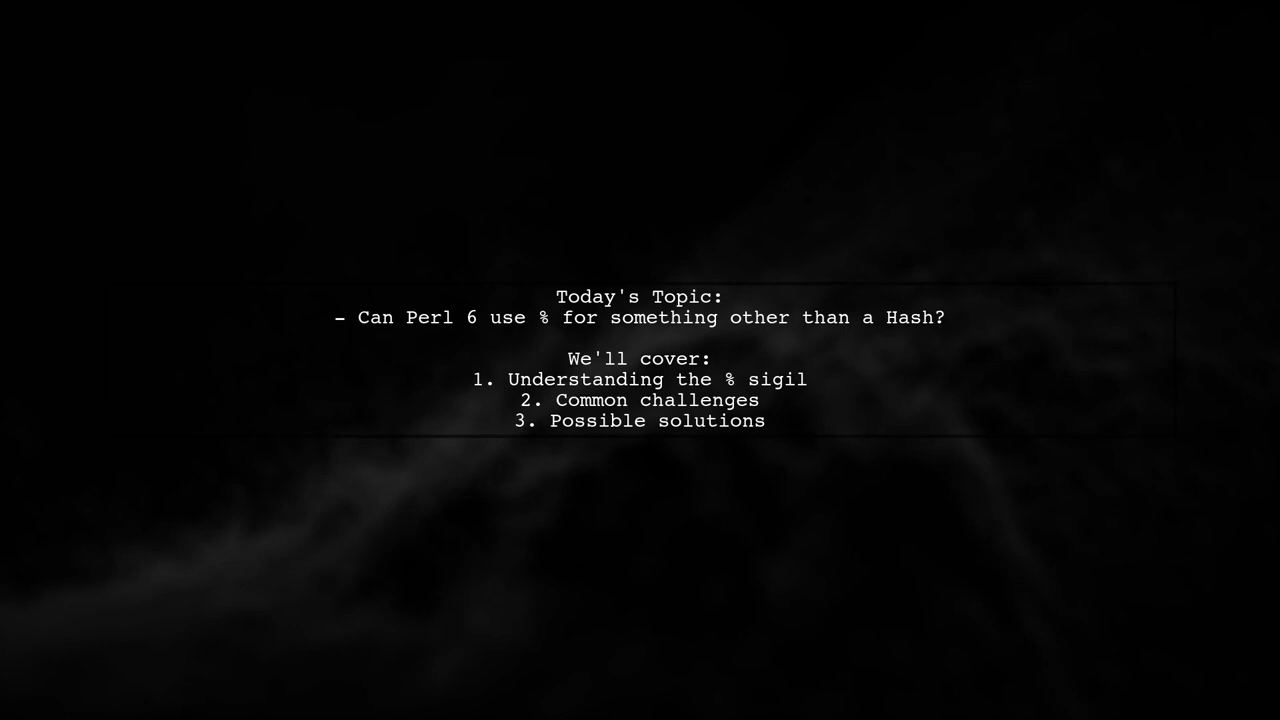 Today's Topic:
- Can Perl 6 use % for something other than a Hash?
We'll cover:
1. Understanding the % sigil
2. Common challenges
3. Possible solutions